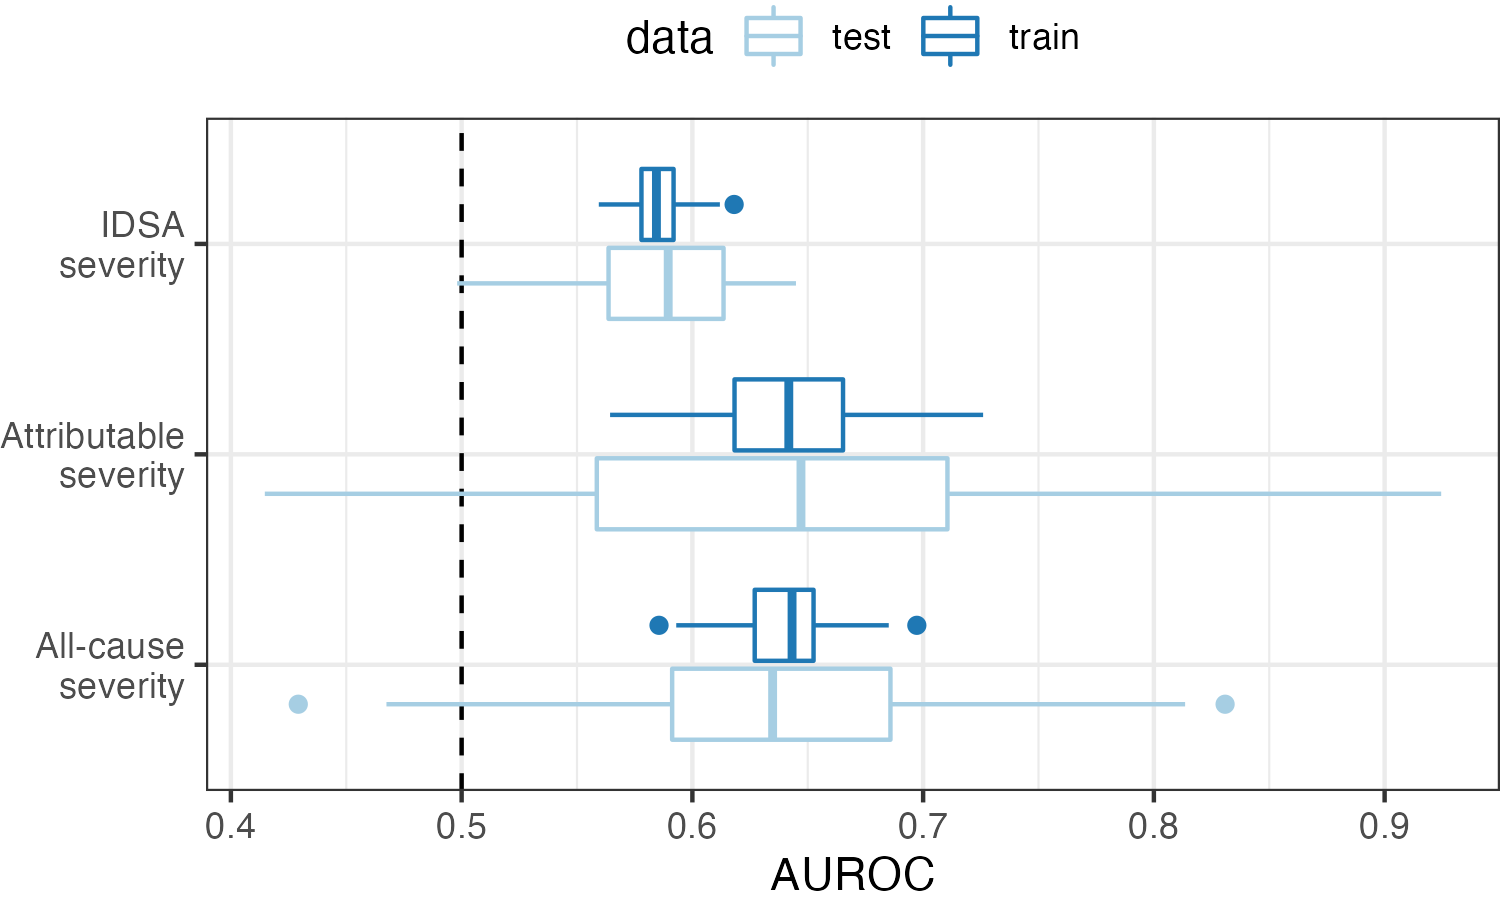 data test train
IDSA
severity
Attributable
severity
All-cause
severity
0.4 0.5 0.6 0.7 0.8 0.9
AUROC